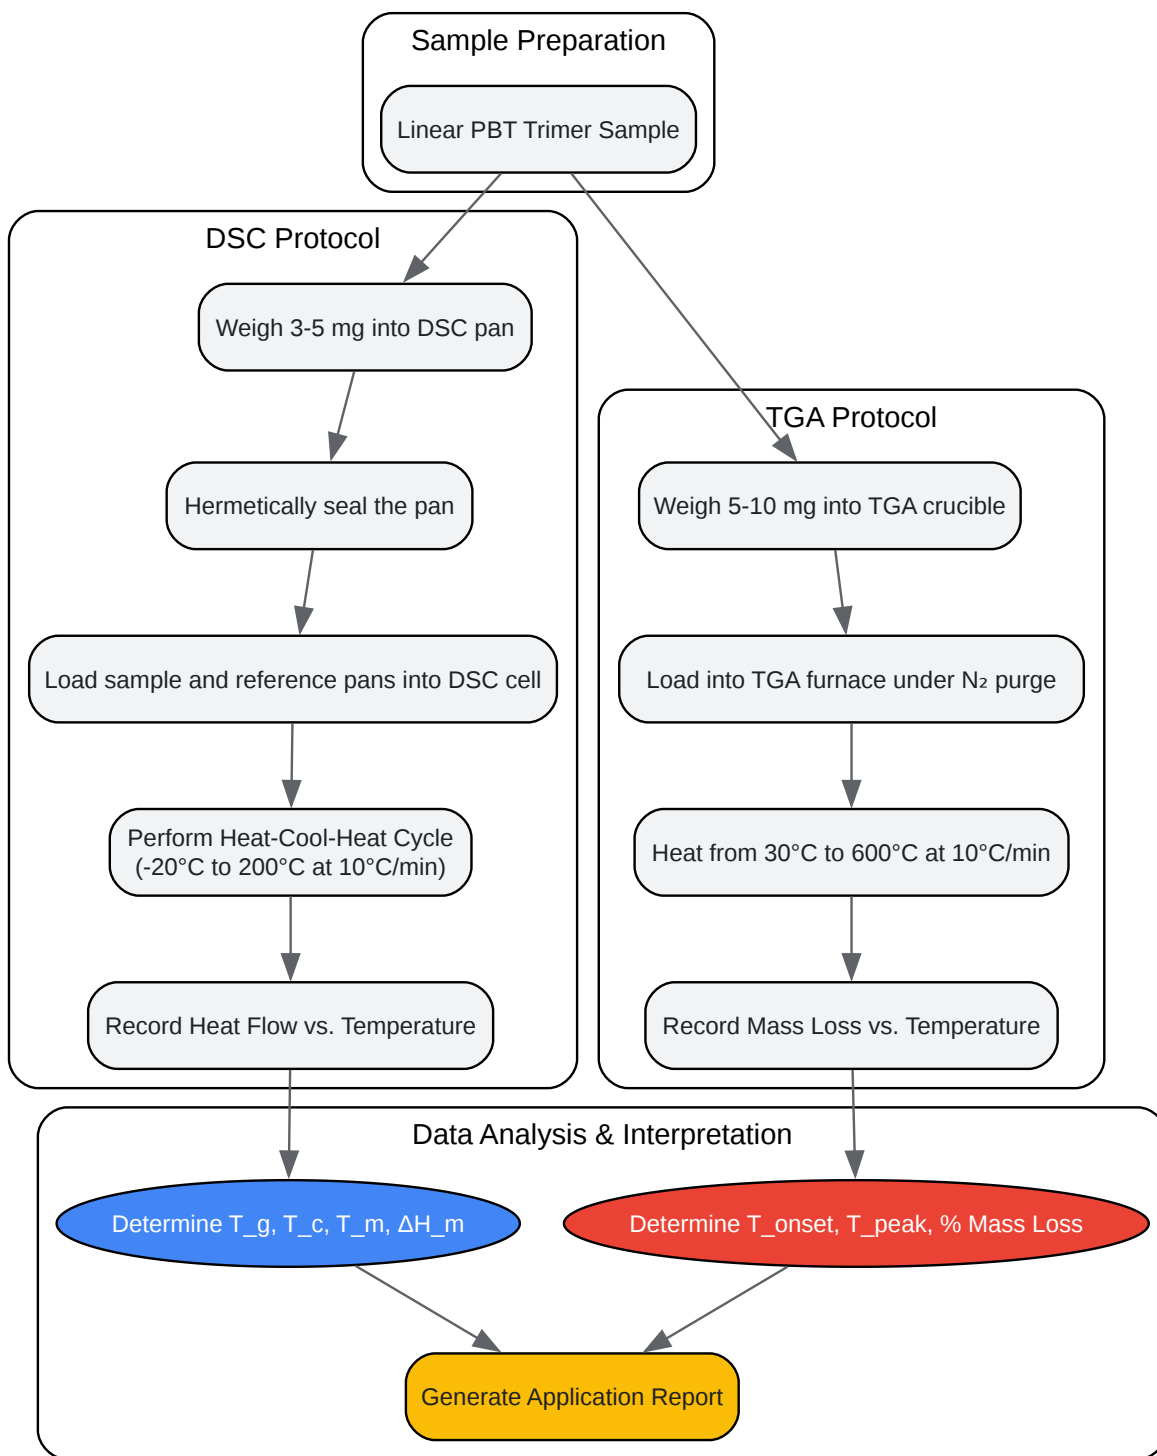 Sample Preparation
Linear PBT Trimer Sample
DSC Protocol
Weigh 3-5 mg into DSC pan
Hermetically seal the pan
Load sample and reference pans into DSC cell
Perform Heat-Cool-Heat Cycle
(-20°C to 200°C at 10°C/min)
Record Heat Flow vs. Temperature
TGA Protocol
Weigh 5-10 mg into TGA crucible
Load into TGA furnace under N₂ purge
Heat from 30°C to 600°C at 10°C/min
Record Mass Loss vs. Temperature
Data Analysis & Interpretation
Determine T_g, T_c, T_m, ΔH_m
Determine T_onset, T_peak, % Mass Loss
Generate Application Report